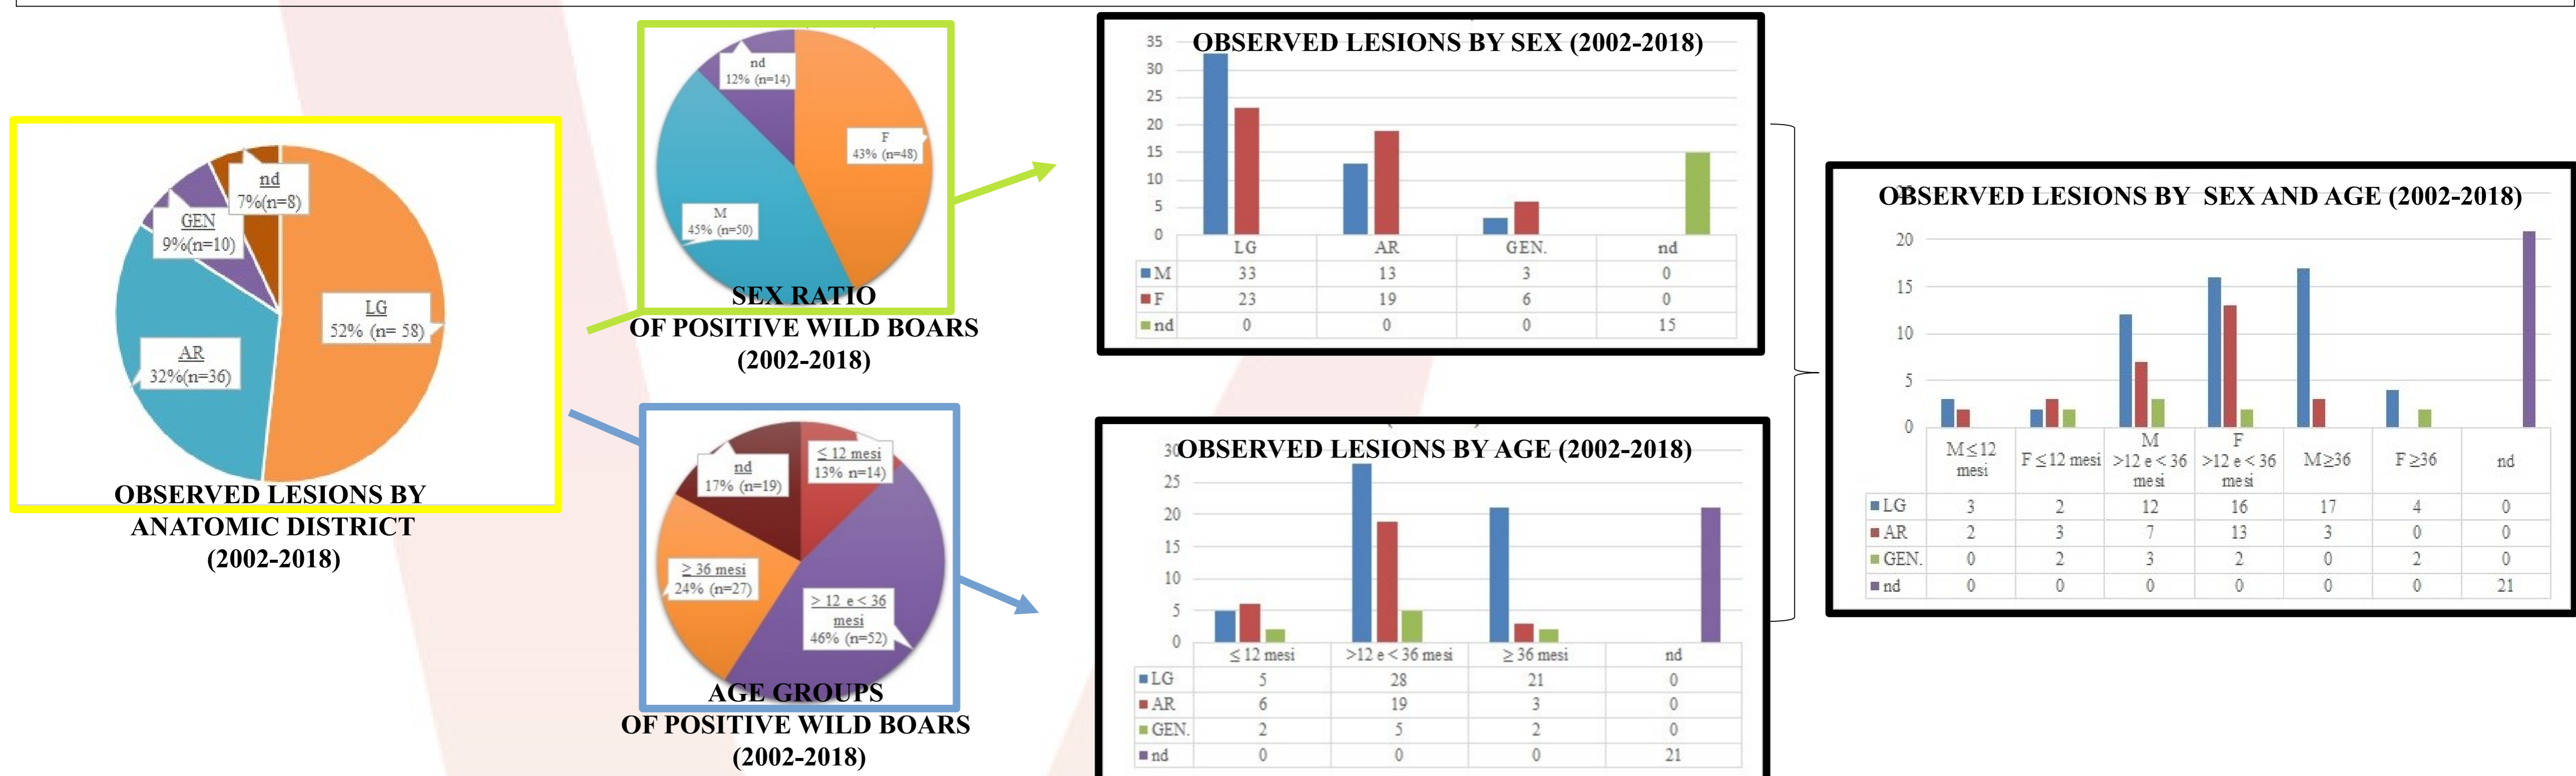 nd
7%(n=8)
GEN
9%(n=10)
AR
32%(n=36)
LG
52% (n= 58)
OBSERVED LESIONS BY
ANATOMIC DISTRICT
(2002-2018)
nd
12% (n=14)
F
43% (n=48)
M
45% (n=50)
SEX RATIO
OF POSITIVE WILD BOARS
(2002-2018)
nd
17% (n=19)
≤ 12 mesi
13% n=14)
≥ 36 mesi
24% (n=27)
> 12 e < 36
mesi
46% (n=52)
AGE GROUPS
OF POSITIVE WILD BOARS
(2002-2018)
OBSERVED LESIONS BY SEX (2002-2018)
35
30
25
20
15
10
5
0
LG AR GEN. nd
M 33 13 3 0
F 23 19 6 0
nd 0 0 0 15
OBSERVED LESIONS BY AGE (2002-2018)
30
25
20
15
10
5
0
≤ 12 mesi >12 e < 36 mesi ≥ 36 mesi nd
LG 5 28 21 0
AR 6 19 3 0
GEN. 2 5 2 0
nd 0 0 0 21
OBSERVED LESIONS BY SEX AND AGE (2002-2018)
20
15
10
5
0
M≤12
mesi
F ≤12 mesi
M
>12 e < 36
mesi
F
>12 e < 36
mesi
M≥36
F ≥36
nd
LG 3 2 12 16 17 4 0
AR 2 3 7 13 3 0 0
GEN. 0 2 3 2 0 2 0
nd 0 0 0 0 0 0 21